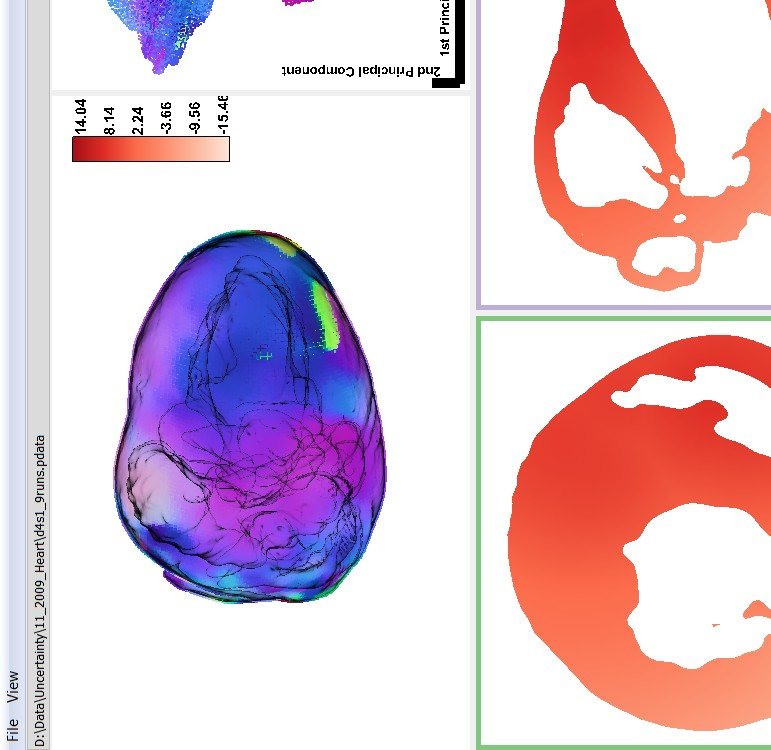 File View
D:\Data\Uncertainty\11_2009_Heart\d4s1_9runs.pdata
14.04
8.14
2.24
-3.66
-9.56
-15.46
2nd Principal Component
1st Princi